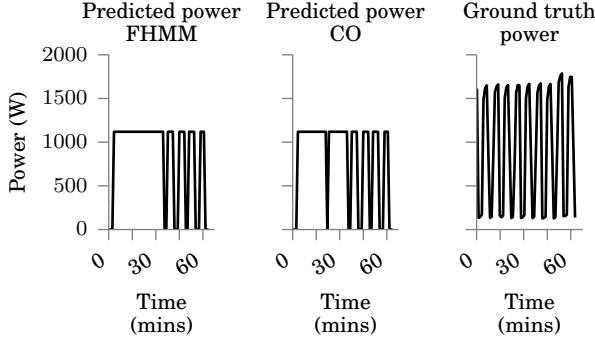 Predicted power
FHMM
Predicted power
CO
Ground truth
power
Power (W)
2000
1500
1000
500
0
0 30 60
0 30 60
0 30 60
Time
(mins)
Time
(mins)
Time
(mins)